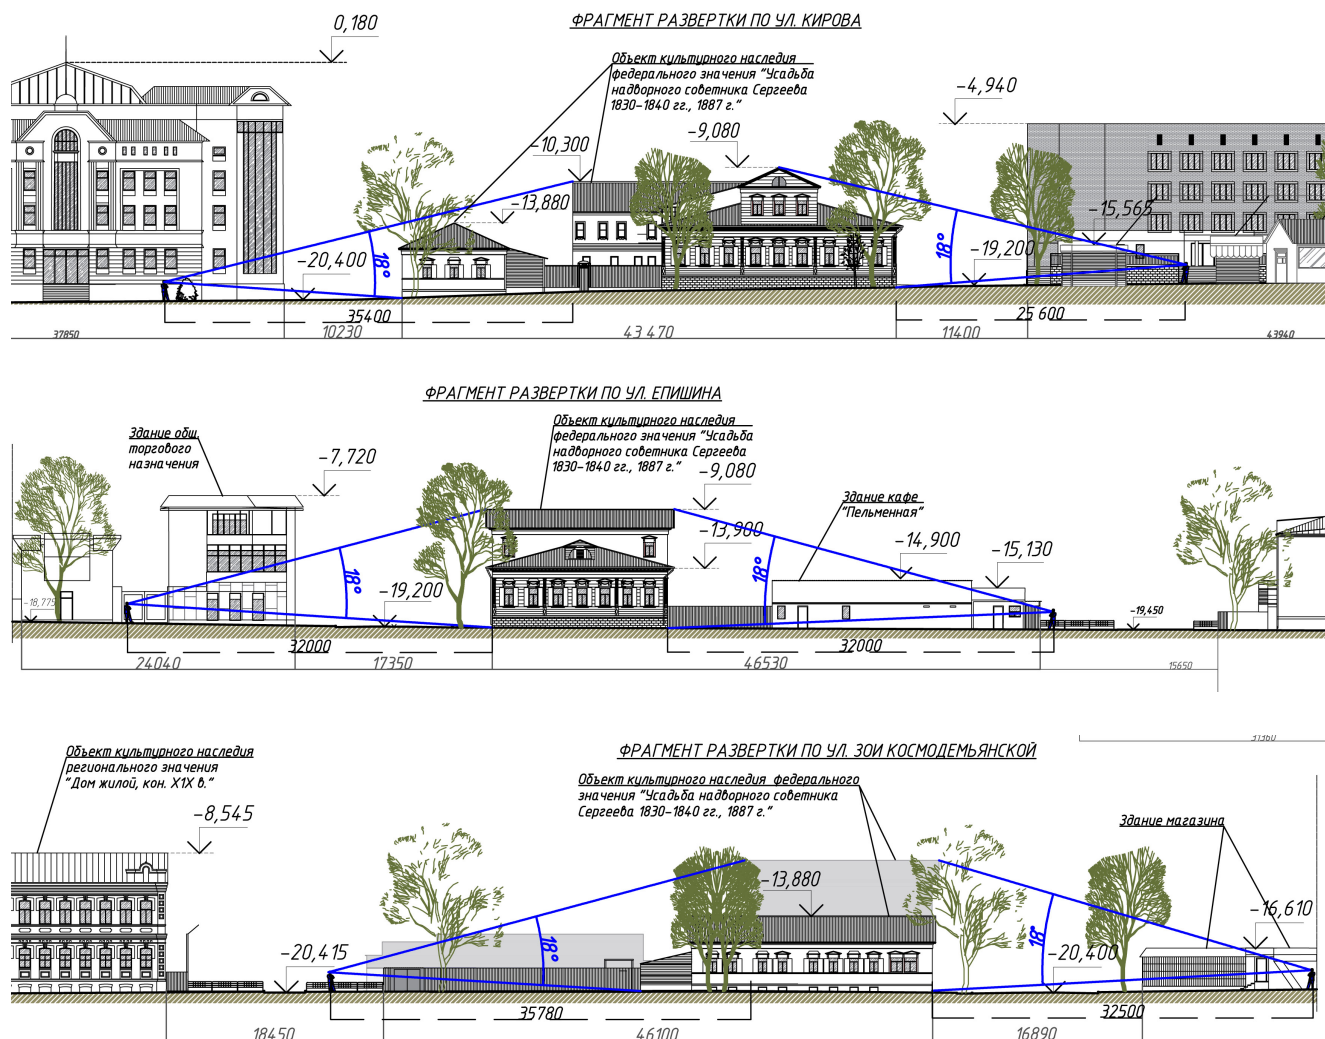 ФРАГМЕНТ РАЗВЕРТКИ ПО УЛ. КИРОВА
0,180
Объект культурного наследия
федерального значения "Усадьба
надворного советника Сергеева
1830-1840 гг., 1887 г."
-4,940
-9,080
-10,300
-13,880
-15,565
-19,200
-20,400
18°
18°
35400
25 600
37850
10230
43 470
11400
43940
ФРАГМЕНТ РАЗВЕРТКИ ПО УЛ. ЕПИШИНА
Объект культурного наследия
федерального значения "Усадьба
надворного советника Сергеева
1830-1840 гг., 1887 г."
Здание общ.
торгового
назначения
-7,720
-9,080
Здание кафе
"Пельменная"
-13,900
-14,900
-15,130
18°
18°
-18,775
-19,200
-19,450
32000
32000
24040
17350
46530
15650
31360
ФРАГМЕНТ РАЗВЕРТКИ ПО УЛ. ЗОИ КОСМОДЕМЬЯНСКОЙ
Объект культурного наследия
регионального значения
"Дом жилой, кон. X1X в."
Объект культурного наследия федерального
значения "Усадьба надворного советника
Сергеева 1830-1840 гг., 1887 г."
-8,545
Здание магазина
-13,880
-16,610
18°
18°
-20,415
-20,400
35780
32500
18450
46100
16890